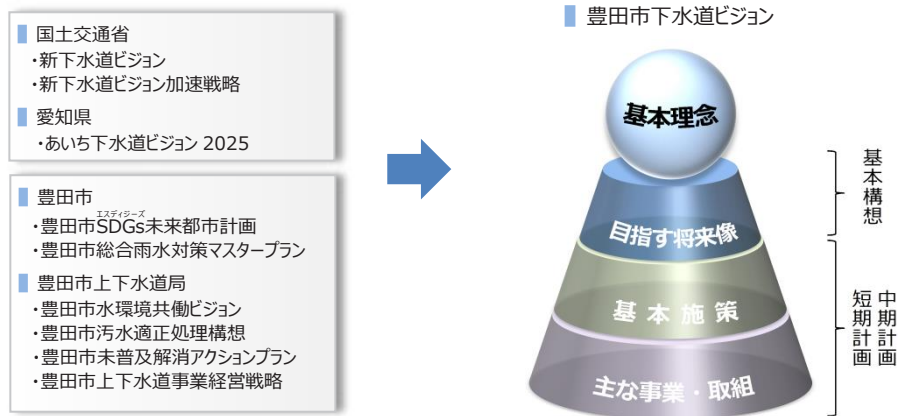 国土交通省
・新下水道ビジョン
・新下水道ビジョン加速戦略
愛知県
・あいち下水道ビジョン 2025
豊田市
エスディジーズ
・豊田市SDGs未来都市計画
・豊田市総合雨水対策マスタープラン
豊田市上下水道局
・豊田市水環境共働ビジョン
・豊田市汚水適正処理構想
・豊田市未普及解消アクションプラン
・豊田市上下水道事業経営戦略
豊田市下水道ビジョン
基本理念
目指す将来像
基本施策
主な事業・取組
基本構想
中期計画
短期計画